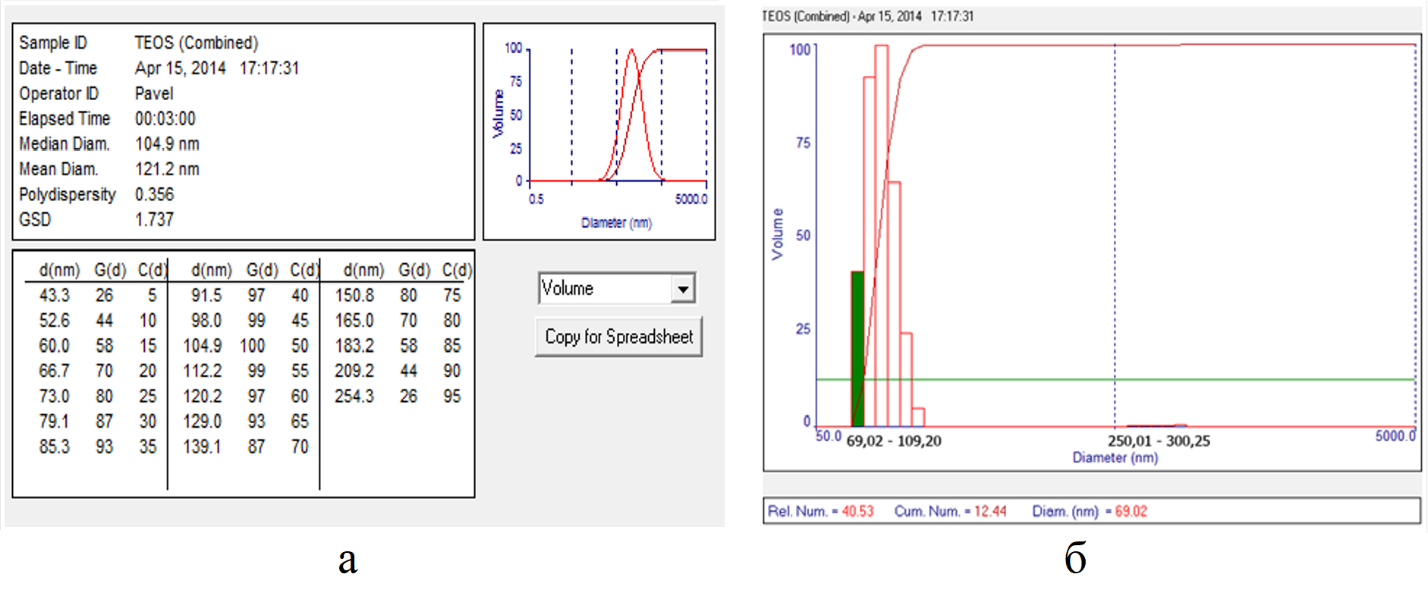 Sample ID TEOS (Combined)
Date - Time Apr 15, 2014 17:17:31
Operator ID Pavel
Elapsed Time 00:03:00
Median Diam. 104.9 nm
Mean Diam. 121.2 nm
Polydispersity 0.356
GSD 1.737
100
75
50
25
0
Volume
0.5 5000.0
Diameter (nm)
d(nm) G(d) C(d) d(nm) G(d) C(d) d(nm) G(d) C(d)
43.3 26 5 91.5 97 40 150.8 80 75
52.6 44 10 98.0 99 45 165.0 70 80
60.0 58 15 104.9 100 50 183.2 58 85
66.7 70 20 112.2 99 55 209.2 44 90
73.0 80 25 120.2 97 60 254.3 26 95
79.1 87 30 129.0 93 65
85.3 93 35 139.1 87 70
Volume
Copy for Spreadsheet
а
TEOS (Combined) - Apr 15, 2014 17:17:31
100
75
50
25
0
Volume
50.0 69,02 - 109,20 250,01 - 300,25 5000.0
Diameter (nm)
Rel. Num. = 40.53 Cum. Num. = 12.44 Diam. (nm) = 69.02
б